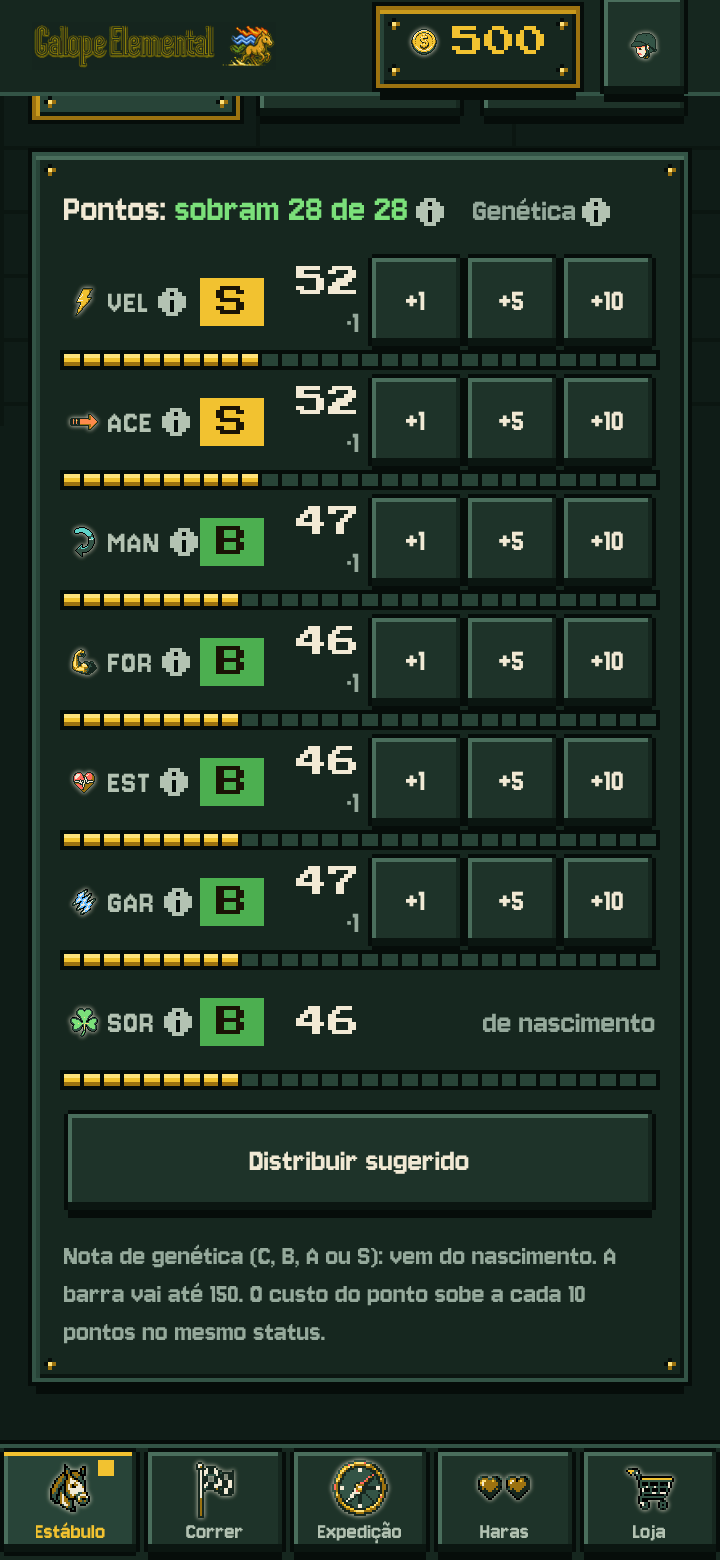 Galope Elemental
500
Pontos: sobram 28 de 28 Genética
VEL S 52 +1 +5 +10
·1
ACE S 52 +1 +5 +10
·1
MAN B 47 +1 +5 +10
·1
FOR B 46 +1 +5 +10
·1
EST B 46 +1 +5 +10
·1
GAR B 47 +1 +5 +10
·1
SOR B 46 de nascimento
Distribuir sugerido
Nota de genética (C, B, A ou S): vem do nascimento. A
barra vai até 150. O custo do ponto sobe a cada 10
pontos no mesmo status.
Estábulo Correr Expedição Haras Loja